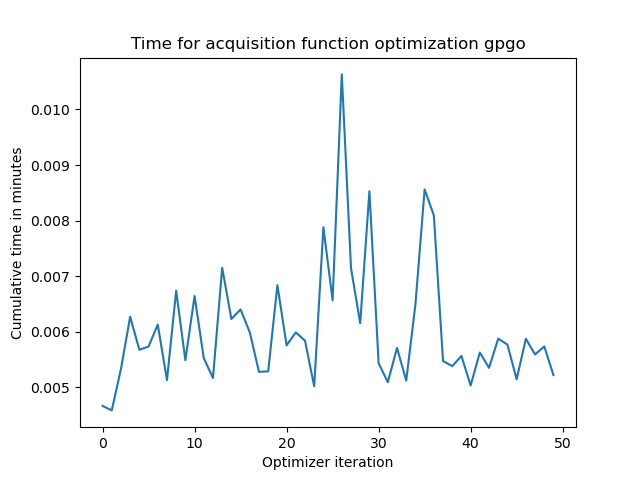 Time for acquisition function optimization gpgo
Cumulative time in minutes
0.010
0.009
0.008
0.007
0.006
0.005
0 10 20 30 40 50
Optimizer iteration